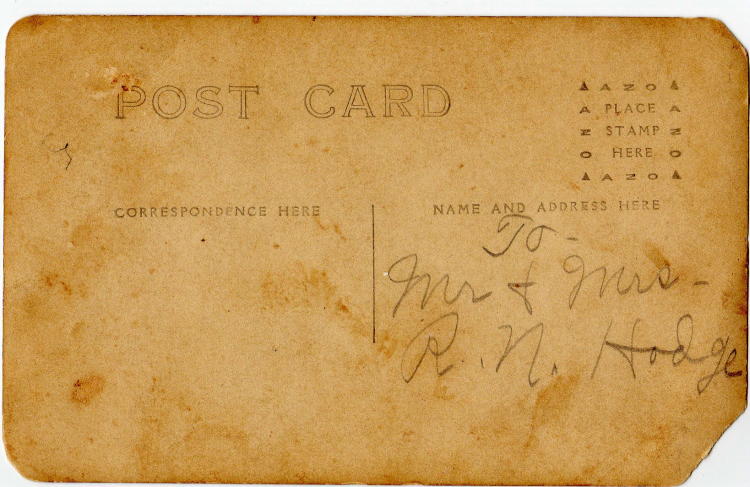 POST CARD
AZO
A PLACE A
Z STAMP Z
O HERE O
AZO
CORRESPONDENCE HERE
NAME AND ADDRESS HERE
To-
Mr & Mrs-
R. N. Hodge